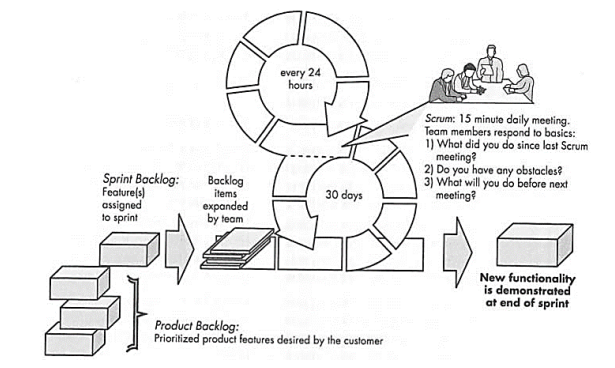 every 24
hours
Scrum: 15 minute daily meeting.
Team members respond to basics:
1) What did you do since last Scrum
meeting?
2) Do you have any obstacles?
3) What will you do before next
meeting?
Sprint Backlog:
Feature(s)
assigned
to sprint
Backlog
items
expanded
by team
30 days
New functionality
is demonstrated
at end of sprint
Product Backlog:
Prioritized product features desired by the customer